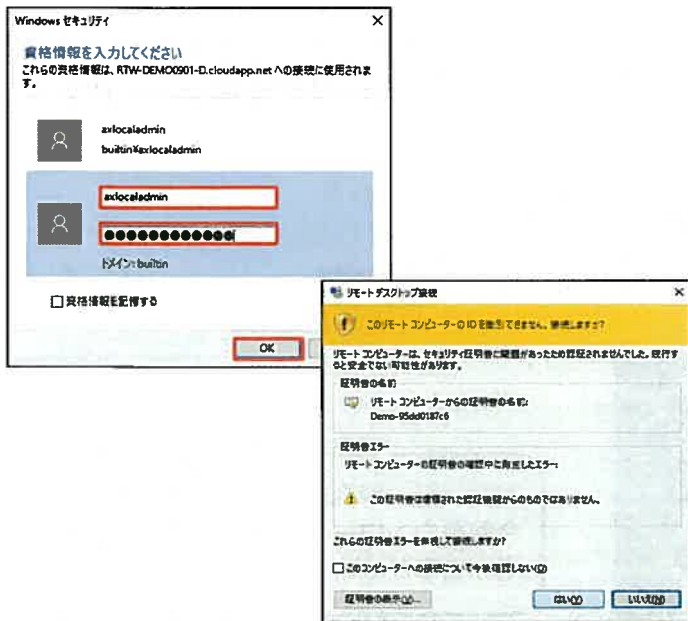 Windows セキュリティ
資格情報を入力してください
これらの資格情報は、RTW-DEMO0901-D.cloudapp.net への接続に使用されま
す。
axlocaladmin
builtin¥axlocaladmin
axlocaladmin
●●●●●●●●●●●●
ドメイン: builtin
資格情報を記憶する
OK
リモート デスクトップ接続
このリモート コンピューターの ID を識別できません。接続しますか?
リモート コンピューターは、セキュリティ証明書に問題があったため認証されませんでした。続行す
ると安全でない可能性があります。
証明書の名前
リモート コンピューターからの証明書の名前:
Demo-95dd0187c6
証明書エラー
リモート コンピューターの証明書の確認中に発生したエラー:
この証明書は信頼された証明機関からのものではありません。
これらの証明書エラーを無視して接続しますか?
このコンピューターへの接続について今後確認しない(D)
証明書の表示(V)...
はい(Y)
いいえ(N)